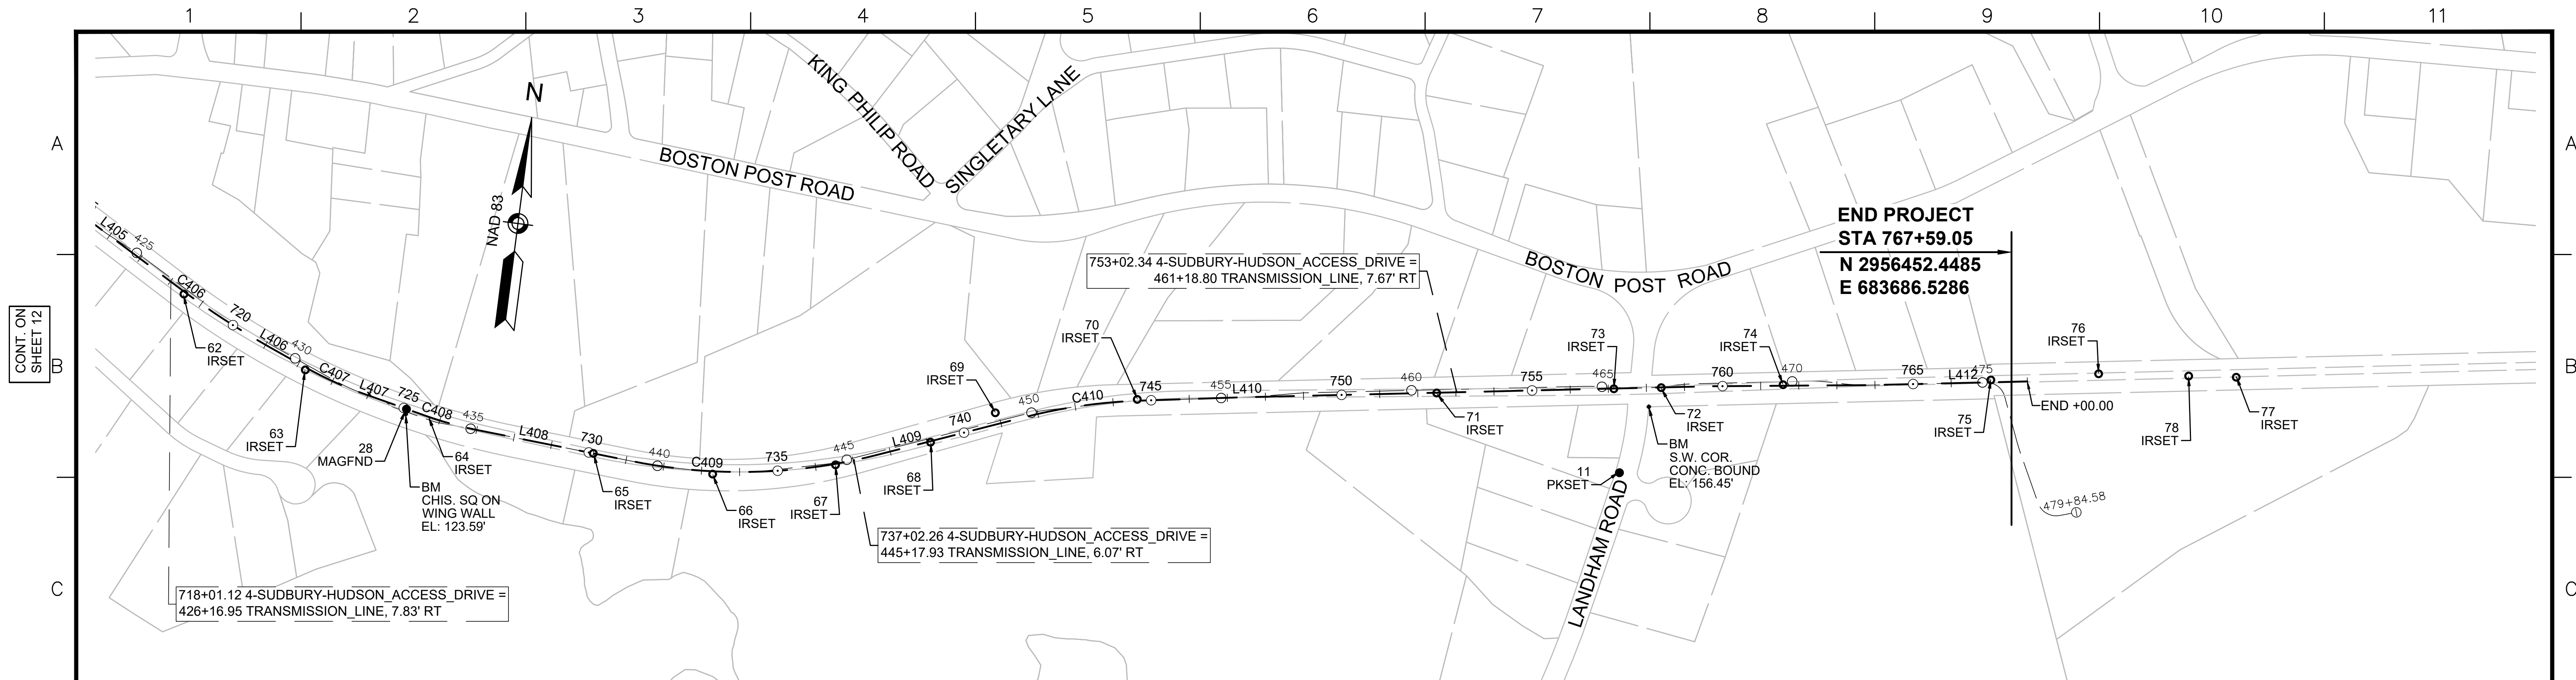 1 2 3 4 5 6 7 8 9 10 11
A
A
B
B
C
C
CONT. ON
SHEET 12
N
NAD 83
KING PHILIP ROAD
SINGLETARY LANE
BOSTON POST ROAD
BOSTON POST ROAD
LANDHAM ROAD
END PROJECT
STA 767+59.05
N 2956452.4485
E 683686.5286
753+02.34 4-SUDBURY-HUDSON_ACCESS_DRIVE =
461+18.80 TRANSMISSION_LINE, 7.67' RT
737+02.26 4-SUDBURY-HUDSON_ACCESS_DRIVE =
445+17.93 TRANSMISSION_LINE, 6.07' RT
718+01.12 4-SUDBURY-HUDSON_ACCESS_DRIVE =
426+16.95 TRANSMISSION_LINE, 7.83' RT
L405
425
C406
720
L406
430
C407
L407
725
C408
435
L408
730
440
C409
735
445
L409
740
450
C410
745
455
L410
750
460
755
465
760
470
765
L412
475
END +00.00
479+84.58
62
IRSET
63
IRSET
28
MAGFND
64
IRSET
BM
CHIS. SQ ON
WING WALL
EL: 123.59'
65
IRSET
66
IRSET
67
IRSET
68
IRSET
69
IRSET
70
IRSET
71
IRSET
73
IRSET
72
IRSET
BM
S.W. COR.
CONC. BOUND
EL: 156.45'
11
PKSET
74
IRSET
75
IRSET
76
IRSET
78
IRSET
77
IRSET